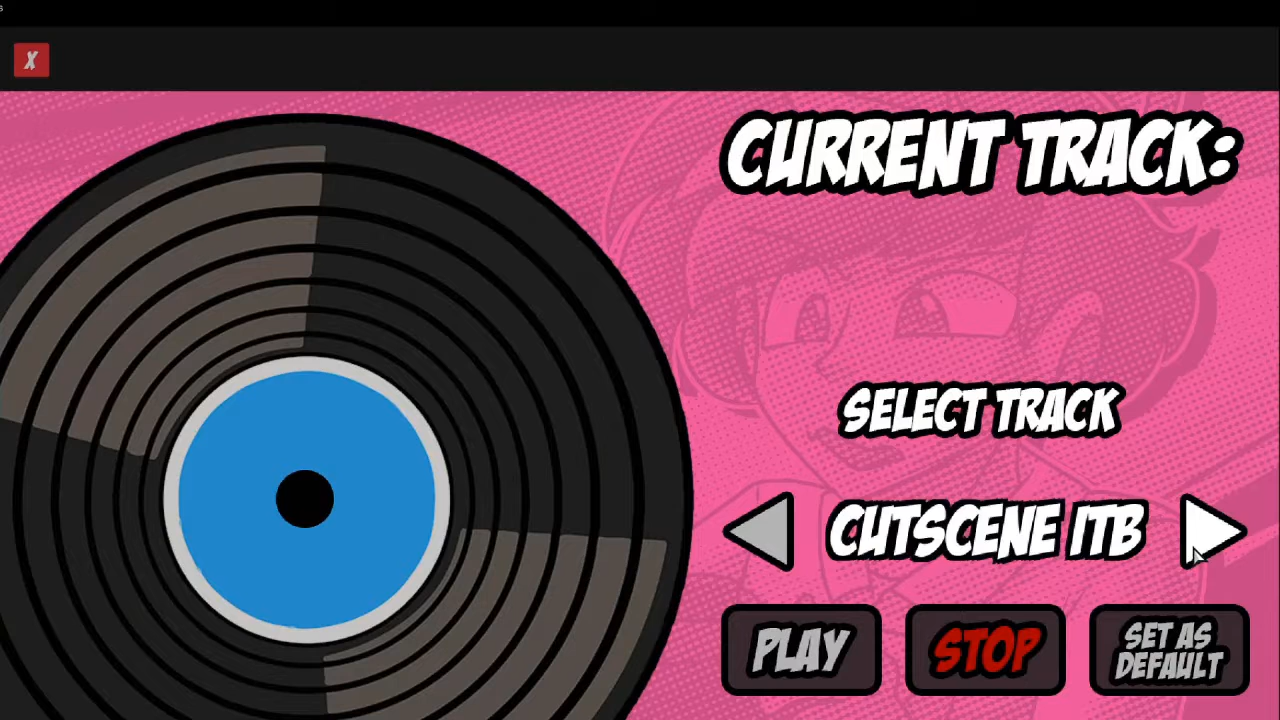 s
X
CURRENT TRACK:
SELECT TRACK
CUTSCENE ITB
PLAY
STOP
SET AS
DEFAULT